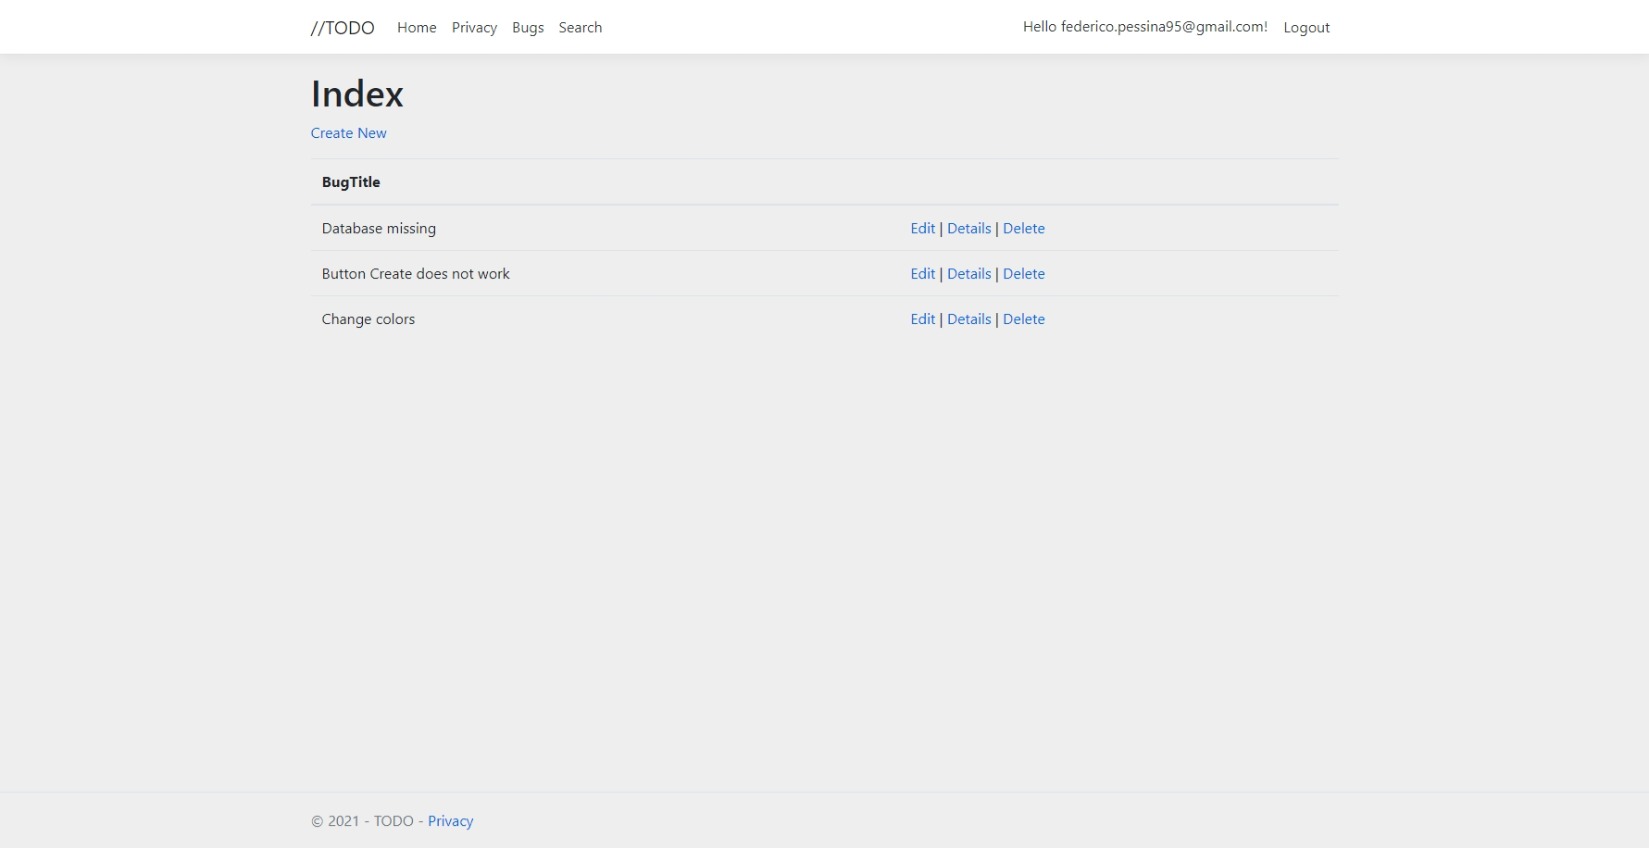 //TODO Home Privacy Bugs Search Hello federico.pessina95@gmail.com! Logout
Index
Create New
BugTitle
Database missing Edit | Details | Delete
Button Create does not work Edit | Details | Delete
Change colors Edit | Details | Delete
© 2021 - TODO - Privacy